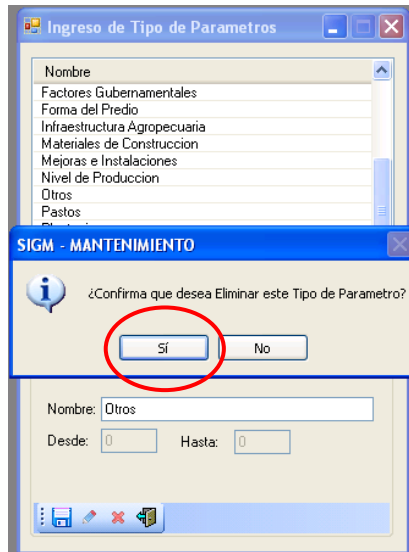 Ingreso de Tipo de Parametros
Nombre
Factores Gubernamentales
Forma del Predio
Infraestructura Agropecuaria
Materiales de Construccion
Mejoras e Instalaciones
Nivel de Produccion
Otros
Pastos
SIGM - MANTENIMIENTO
¿Confirma que desea Eliminar este Tipo de Parametro?
Sí No
Nombre: Otros
Desde: 0 Hasta: 0